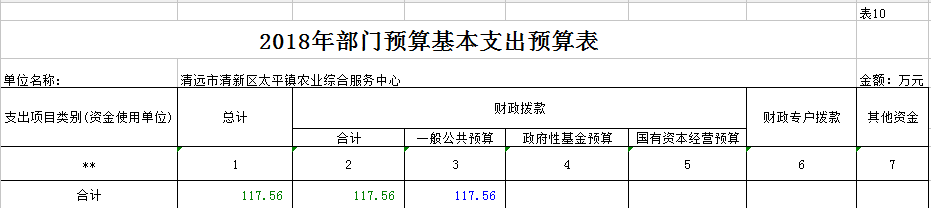 表10
2018年部门预算基本支出预算表
单位名称： 清远市清新区太平镇农业综合服务中心 金额：万元
支出项目类别(资金使用单位) 总计 财政拨款 财政专户拨款 其他资金
合计 一般公共预算 政府性基金预算 国有资本经营预算
** 1 2 3 4 5 6 7
合计 117.56 117.56 117.56